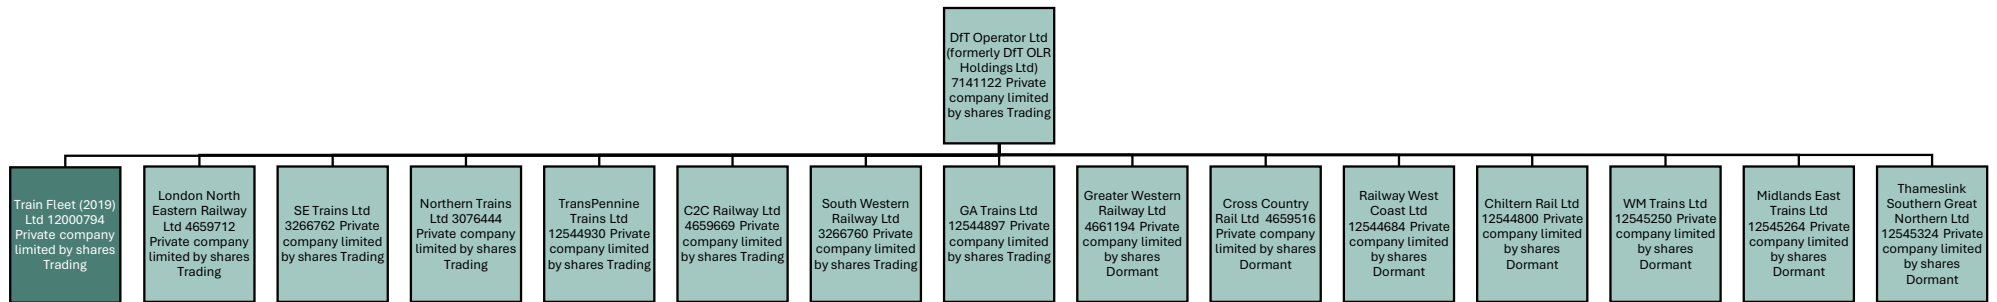 DfT Operator Ltd
(formerly DfT OLR
Holdings Ltd)
7141122 Private
company limited
by shares Trading
Train Fleet (2019)
Ltd 12000794
Private company
limited by shares
Trading
London North
Eastern Railway
Ltd 4659712
Private company
limited by shares
Trading
SE Trains Ltd
3266762 Private
company limited
by shares Trading
Northern Trains
Ltd 3076444
Private company
limited by shares
Trading
TransPennine
Trains Ltd
12544930 Private
company limited
by shares Trading
C2C Railway Ltd
4659669 Private
company limited
by shares Trading
South Western
Railway Ltd
3266760 Private
company limited
by shares Trading
GA Trains Ltd
12544897 Private
company limited
by shares Trading
Greater Western
Railway Ltd
4661194 Private
company limited
by shares
Dormant
Cross Country
Rail Ltd 4659516
Private company
limited by shares
Dormant
Railway West
Coast Ltd
12544684 Private
company limited
by shares
Dormant
Chiltern Rail Ltd
12544800 Private
company limited
by shares
Dormant
WM Trains Ltd
12545250 Private
company limited
by shares
Dormant
Midlands East
Trains Ltd
12545264 Private
company limited
by shares
Dormant
Thameslink
Southern Great
Northern Ltd
12545324 Private
company limited
by shares
Dormant